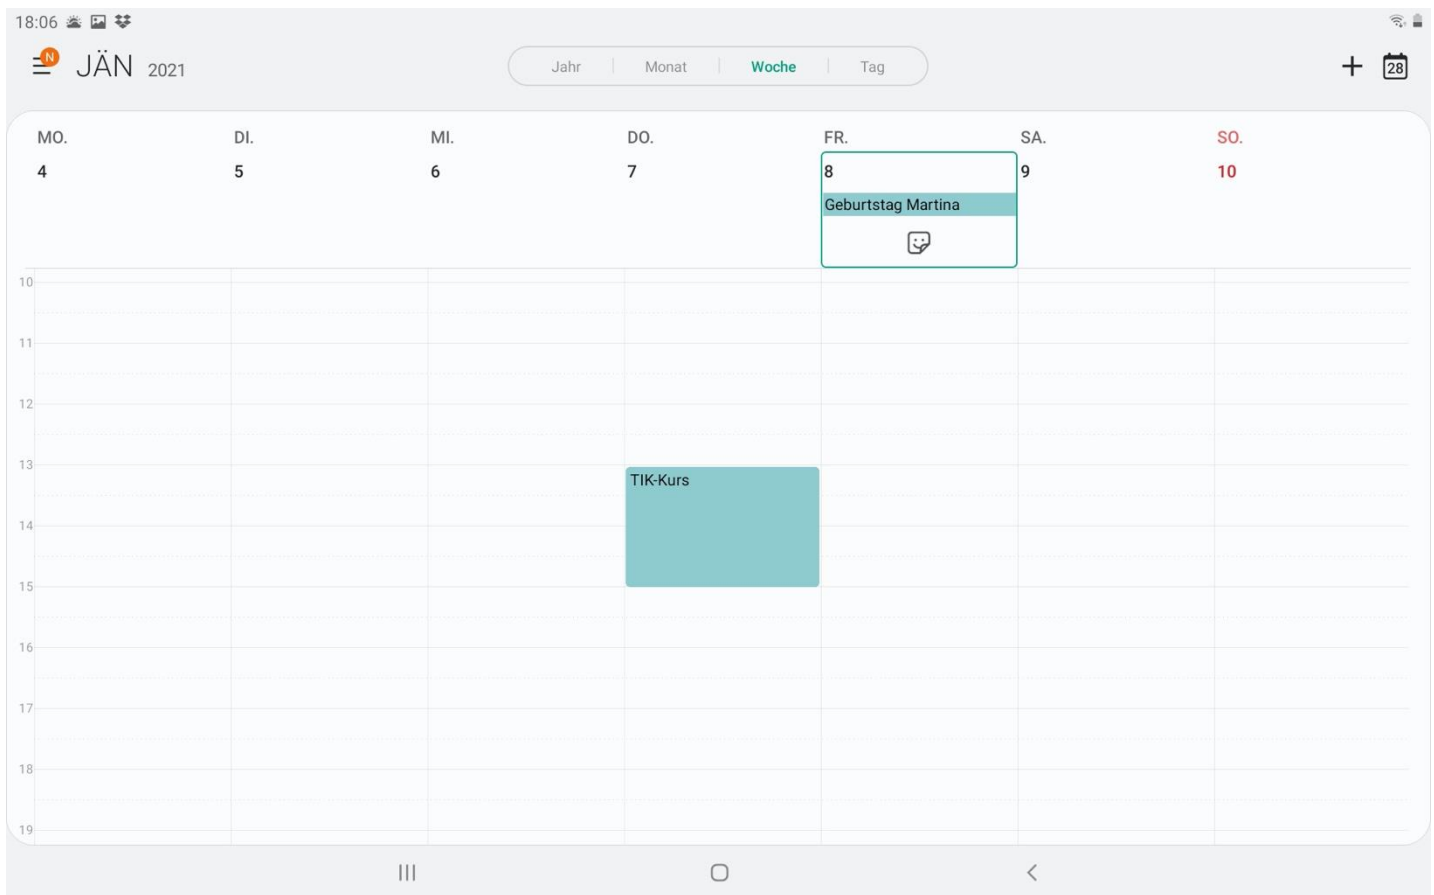 18:06
N
JÄN 2021
Jahr Monat Woche Tag
28
MO. DI. MI. DO. FR. SA. SO.
4 5 6 7 8 9 10
Geburtstag Martina
10
11
12
13
TIK-Kurs
14
15
16
17
18
19